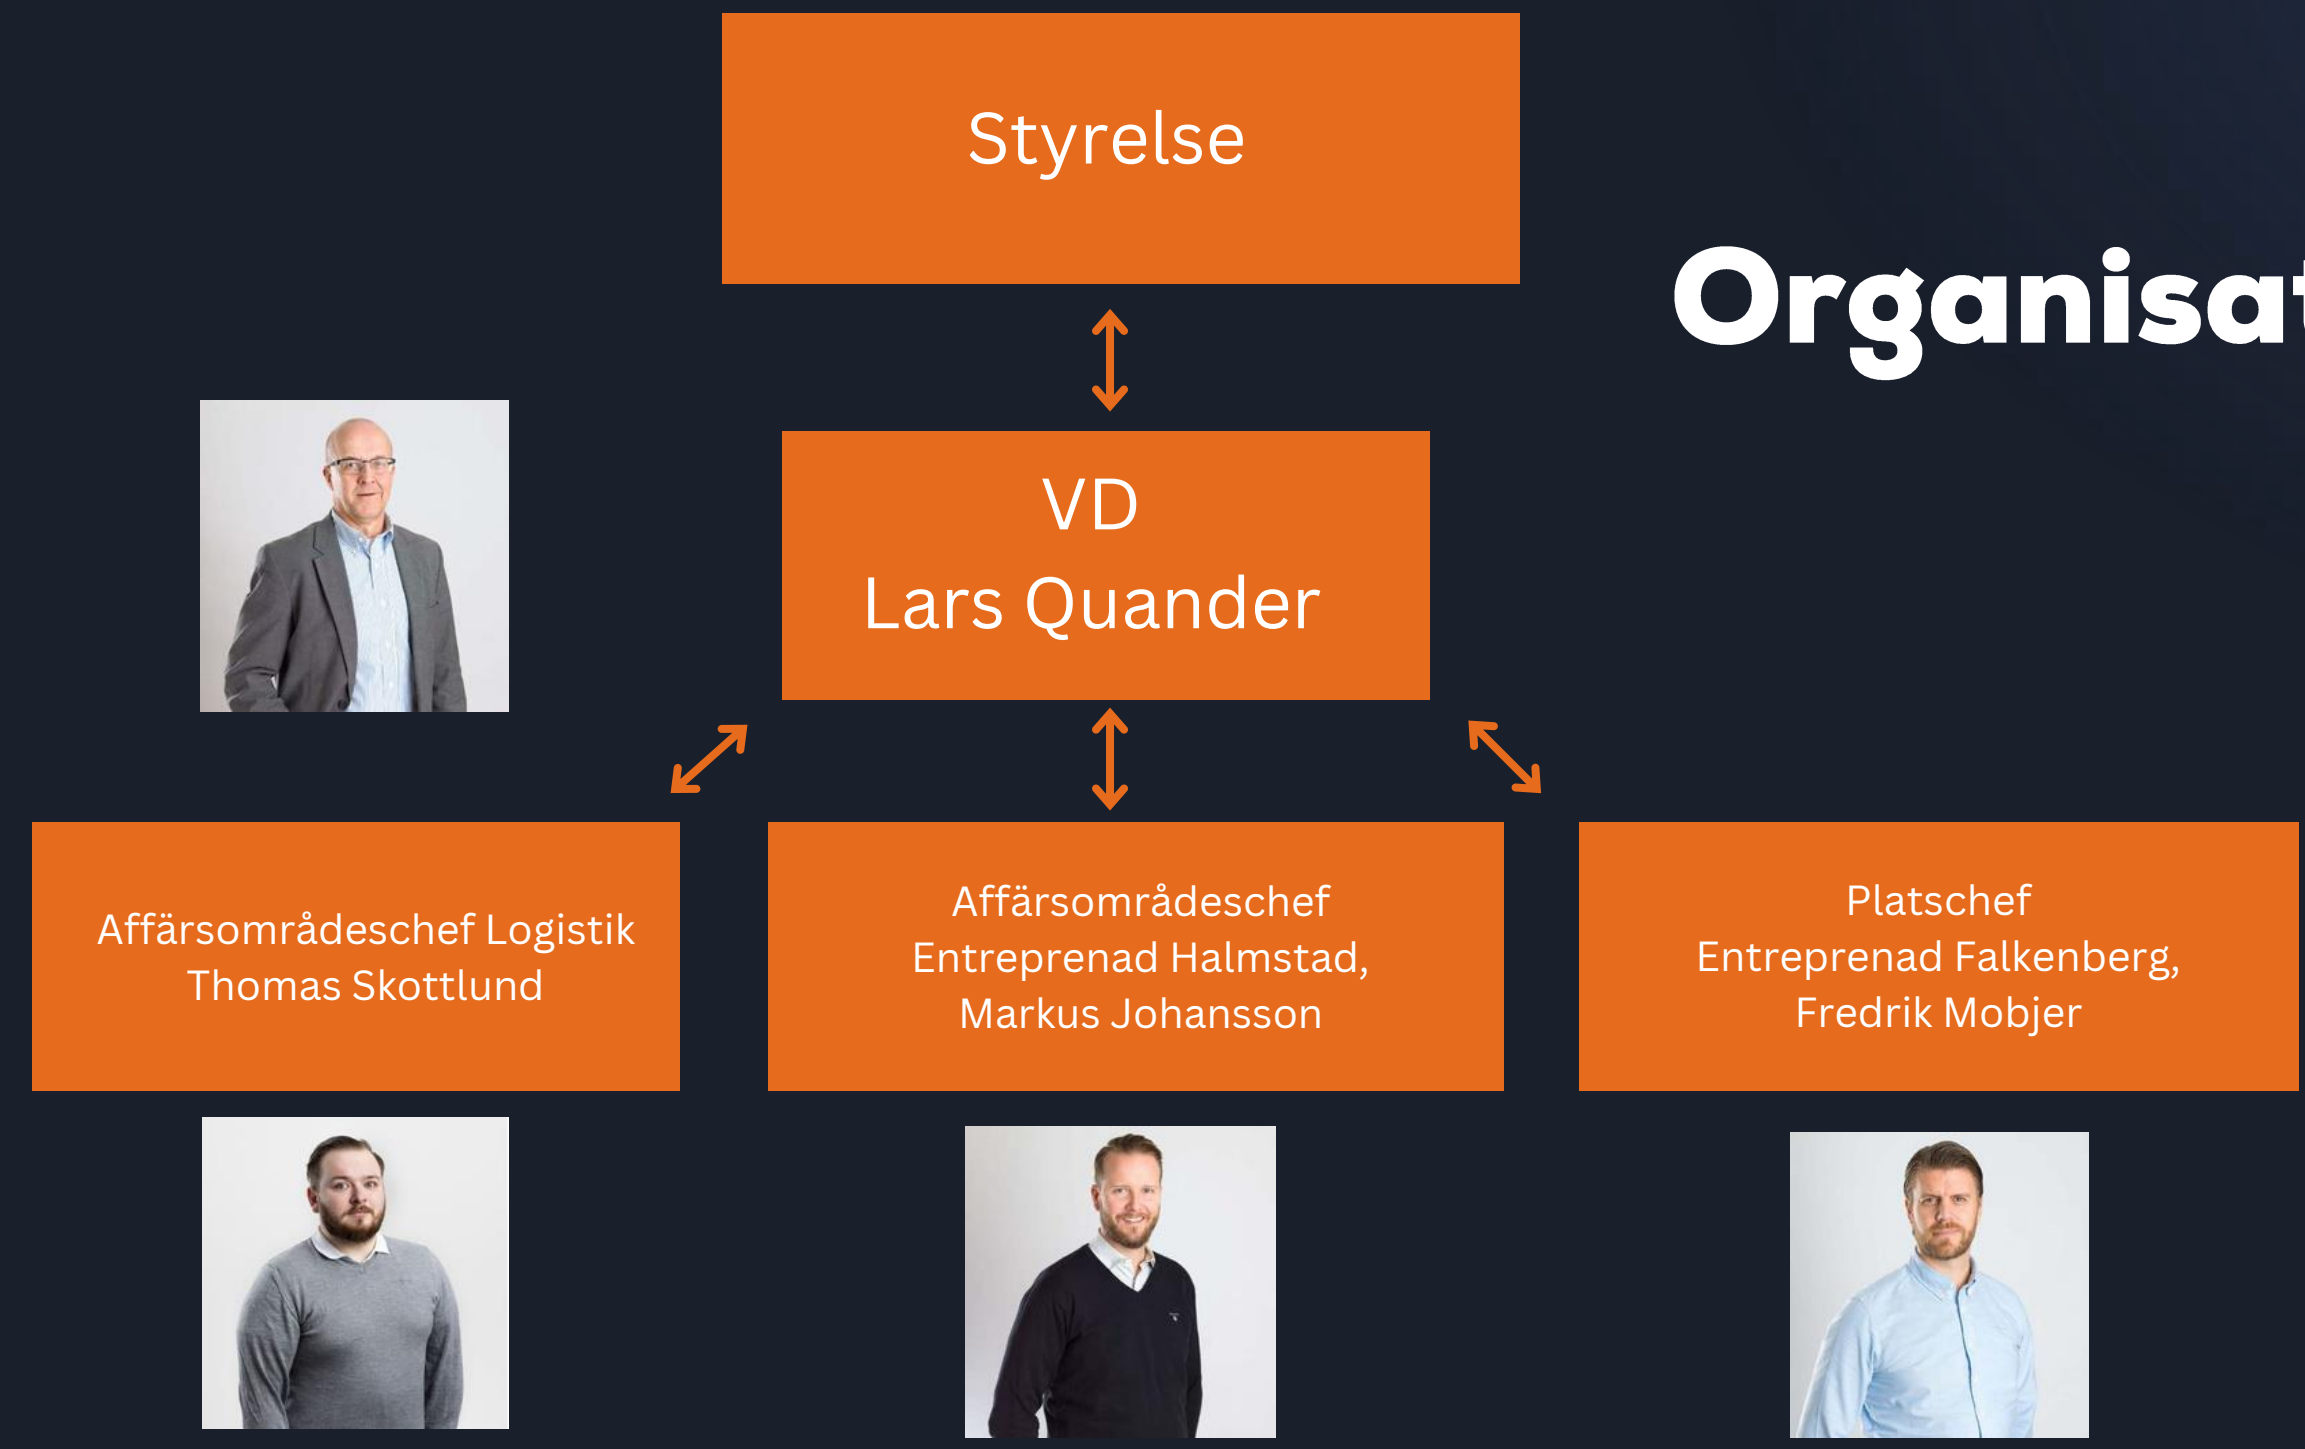 Styrelse
Organisat
VD
Lars Quander
Affärsområdeschef Logistik
Thomas Skottlund
Affärsområdeschef
Entreprenad Halmstad,
Markus Johansson
Platschef
Entreprenad Falkenberg,
Fredrik Mobjer